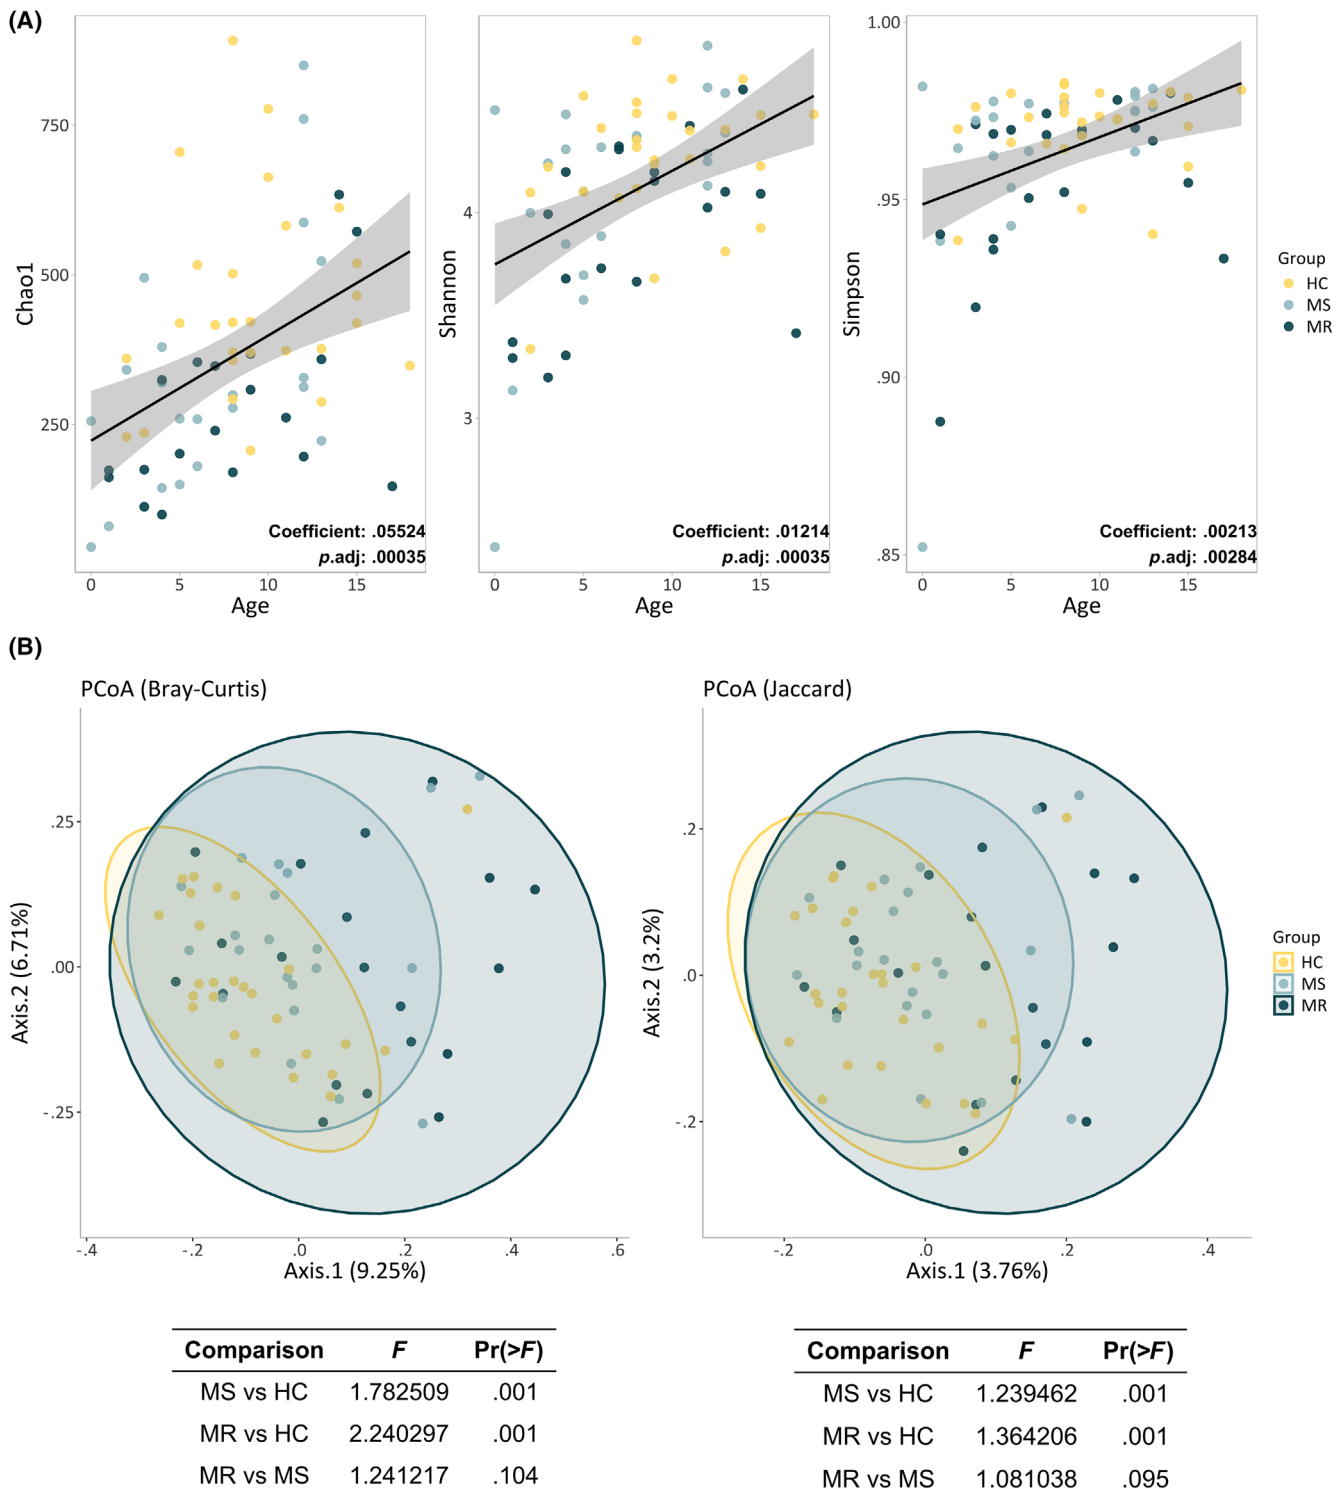 (A)
Chao1
750
500
250
0 5 10 15
Age
Coefficient: .05524
p.adj: .00035
Shannon
4
3
0 5 10 15
Age
Coefficient: .01214
p.adj: .00035
Simpson
1.00
.95
.90
.85
0 5 10 15
Age
Coefficient: .00213
p.adj: .00284
Group
HC
MS
MR
(B)
PCoA (Bray-Curtis)
Axis.2 (6.71%)
.25
.00
-.25
-.4 -.2 .0 .2 .4 .6
Axis.1 (9.25%)
PCoA (Jaccard)
Axis.2 (3.2%)
.2
.0
-.2
-.2 .0 .2 .4
Axis.1 (3.76%)
Group
HC
MS
MR
Comparison F Pr(>F)
MS vs HC 1.782509 .001
MR vs HC 2.240297 .001
MR vs MS 1.241217 .104
Comparison F Pr(>F)
MS vs HC 1.239462 .001
MR vs HC 1.364206 .001
MR vs MS 1.081038 .095